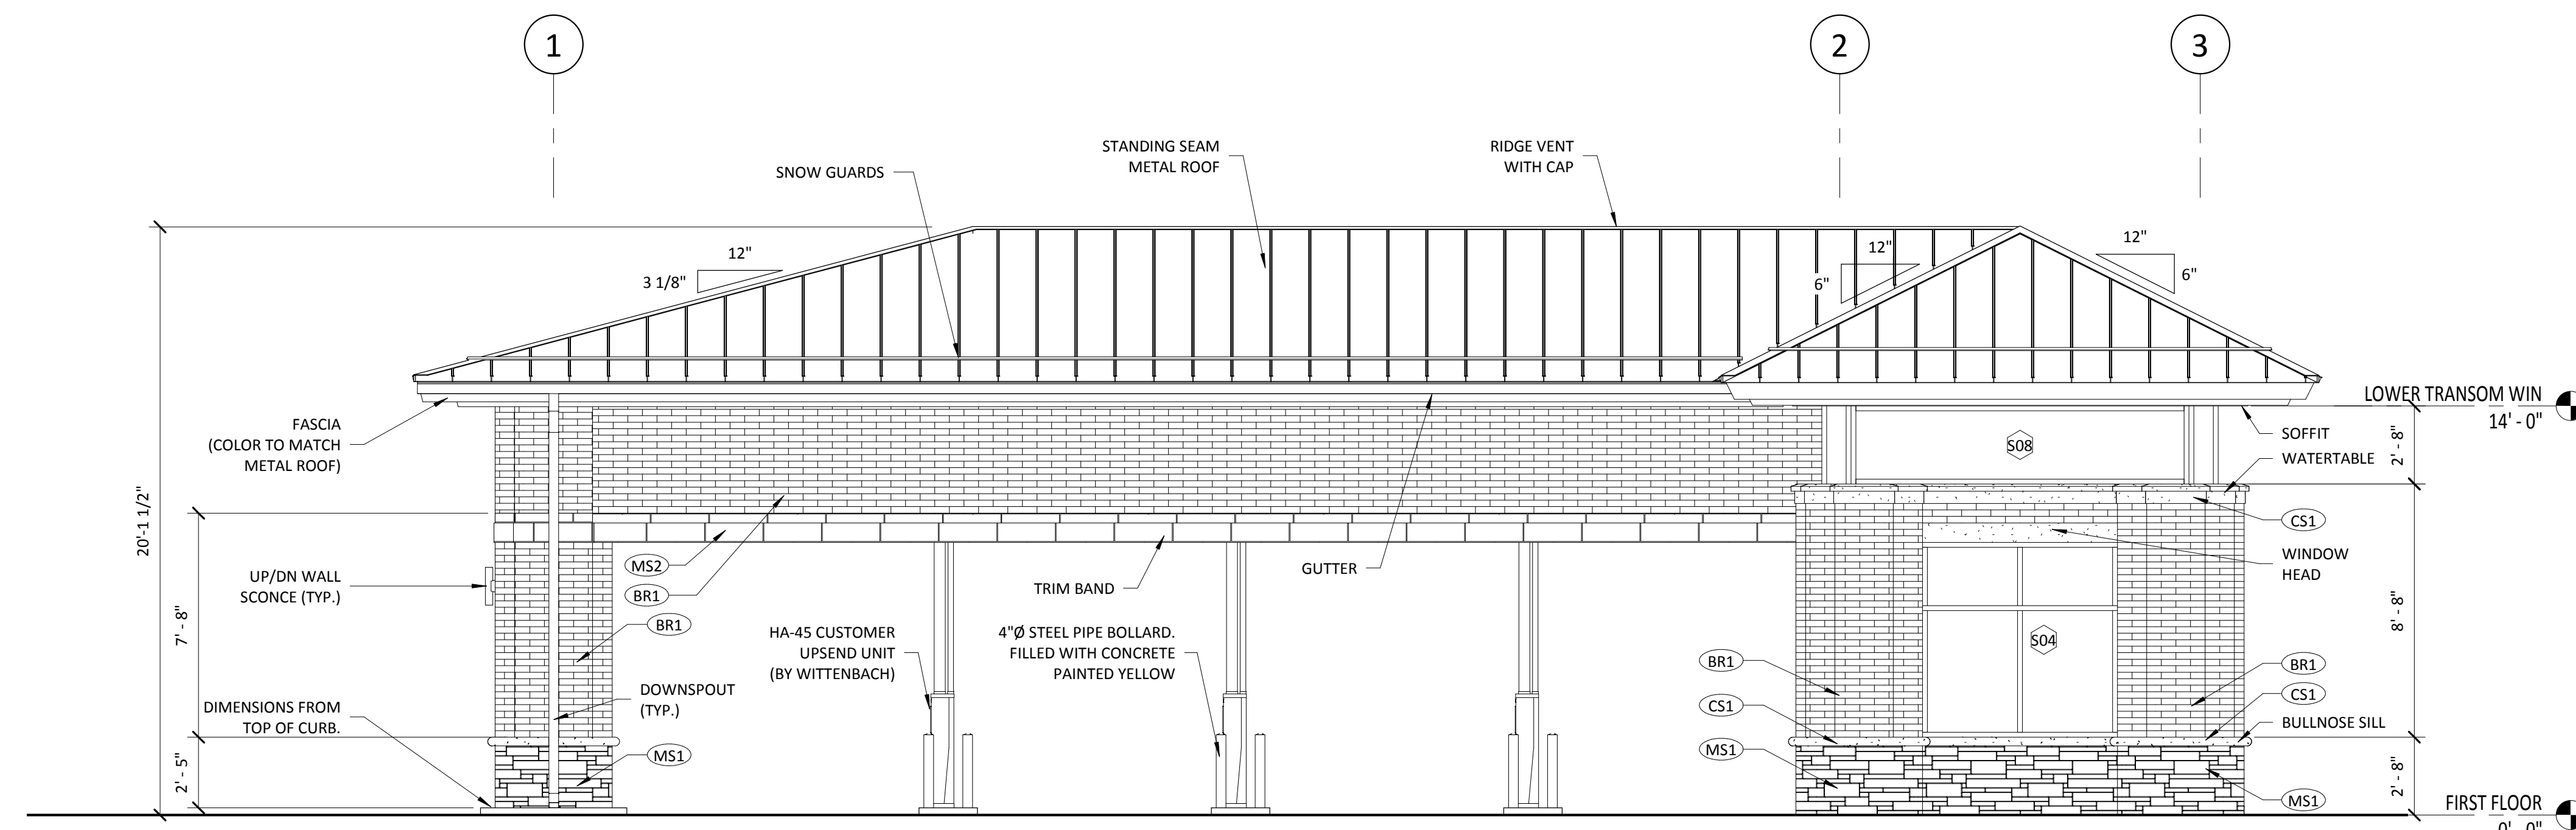 1
2
3
STANDING SEAM
METAL ROOF
RIDGE VENT
WITH CAP
SNOW GUARDS
12"
3 1/8"
12"
6"
12"
6"
LOWER TRANSOM WIN
14' - 0"
FASCIA
(COLOR TO MATCH
METAL ROOF)
SOFFIT
WATERTABLE
S08
2' - 8"
20'-1 1/2"
CS1
WINDOW
HEAD
MS2
BR1
BR1
TRIM BAND
GUTTER
UP/DN WALL
SCONCE (TYP.)
7' - 8"
8' - 8"
HA-45 CUSTOMER
UPSEND UNIT
(BY WITTENBACH)
4"Ø STEEL PIPE BOLLARD.
FILLED WITH CONCRETE
PAINTED YELLOW
S04
BR1
BR1
CS1
CS1
BULLNOSE SILL
DOWNSPOUT
(TYP.)
DIMENSIONS FROM
TOP OF CURB.
MS1
MS1
MS1
2' - 5"
2' - 8"
FIRST FLOOR
0' - 0"